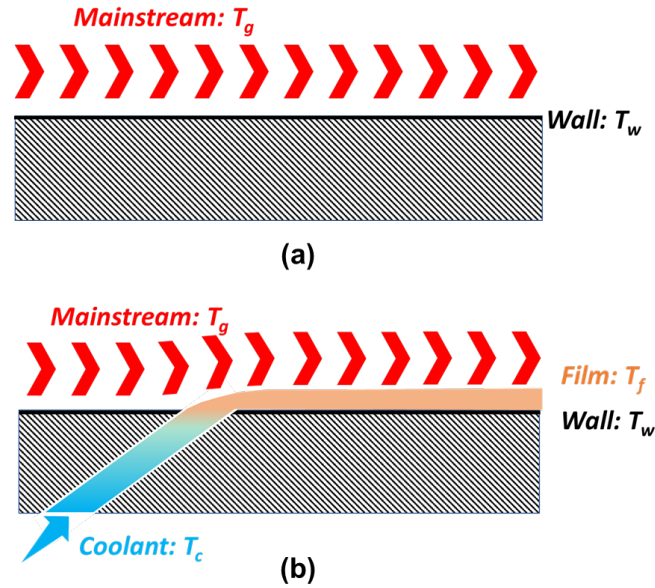 Mainstream: Tg
Wall: Tw
(a)
Mainstream: Tg
Film: Tf
Wall: Tw
Coolant: Tc
(b)